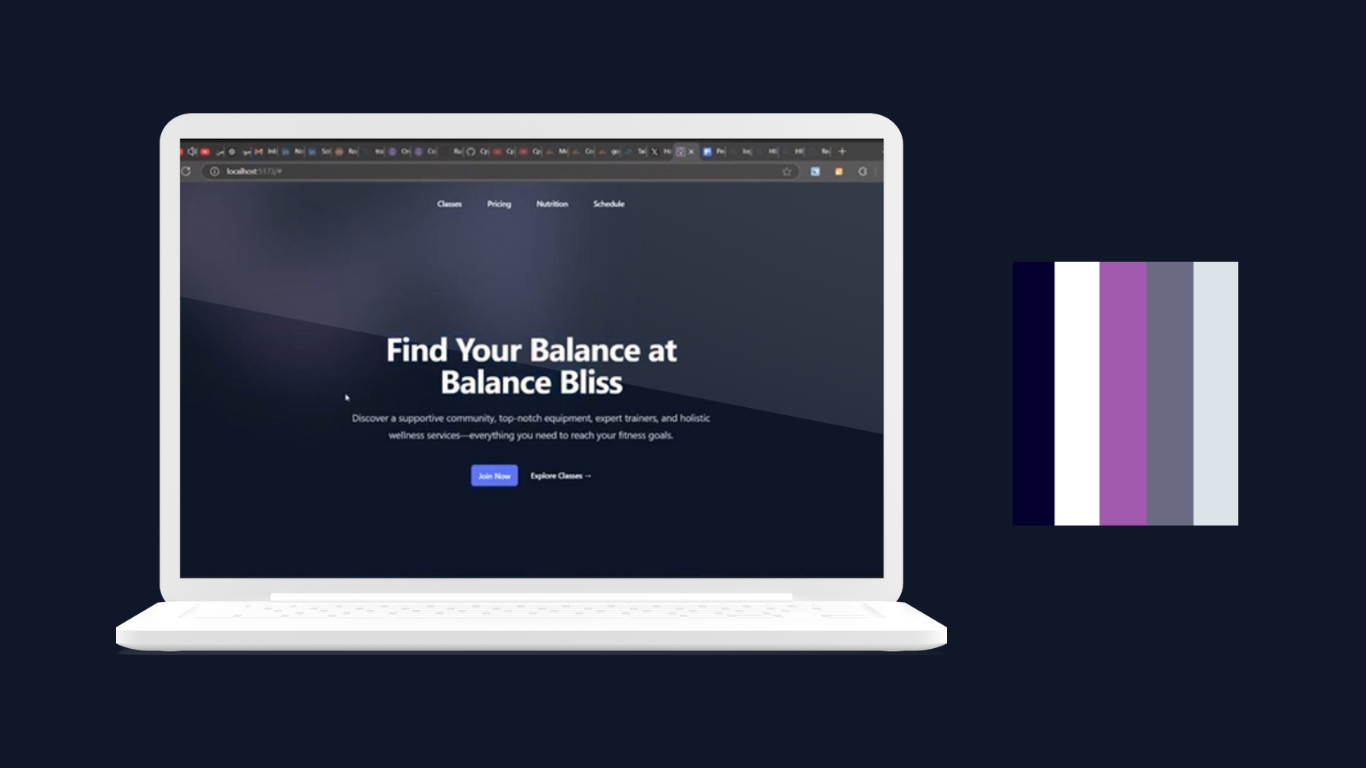 localhost:5173/#
Classes Pricing Nutrition Schedule
Find Your Balance at
Balance Bliss
Discover a supportive community, top-notch equipment, expert trainers, and holistic
wellness services—everything you need to reach your fitness goals.
Join Now Explore Classes →